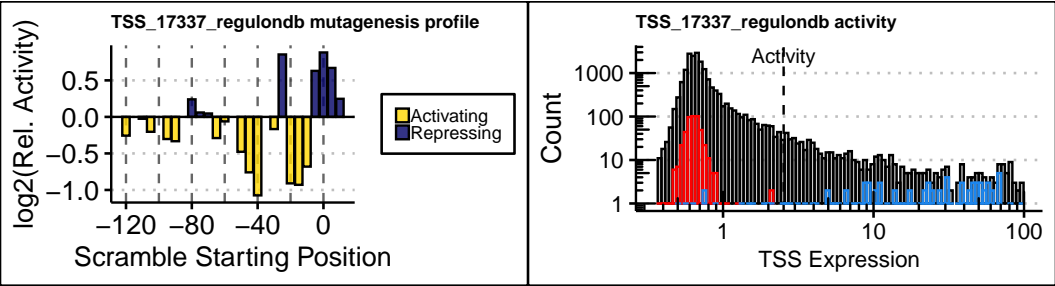 TSS_17337_regulondb mutagenesis profile
log2(Rel. Activity)
0.5
0.0
−0.5
−1.0
−120 −80 −40 0
Scramble Starting Position
Activating
Repressing
TSS_17337_regulondb activity
Activity
Count
1000
100
10
1
1 10 100
TSS Expression